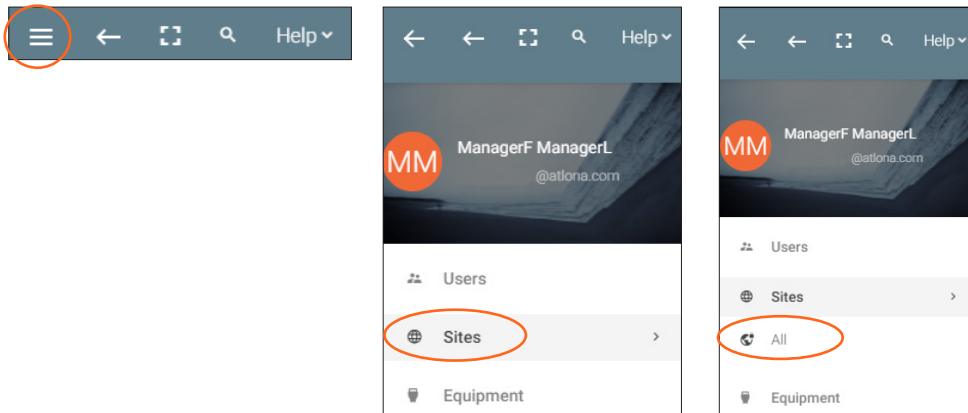 Help
Help
MM
ManagerF ManagerL
@atlona.com
Users
Sites
Equipment
Help
MM
ManagerF ManagerL
@atlona.com
Users
Sites
All
Equipment